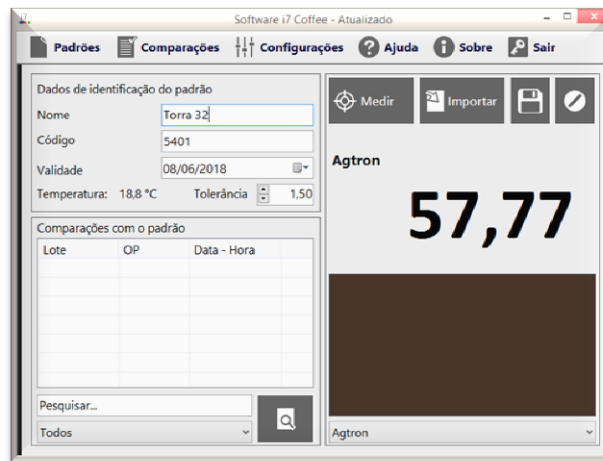 i7. Software i7 Coffee - Atualizado
Padrões Comparações Configurações Ajuda Sobre Sair
Dados de identificação do padrão
Nome Torra 32
Código 5401
Validade 08/06/2018
Temperatura: 18,8 °C Tolerância 1,50
Comparações com o padrão
Lote OP Data - Hora
Pesquisar...
Todos
Medir Importar
Agtron
57,77
Agtron